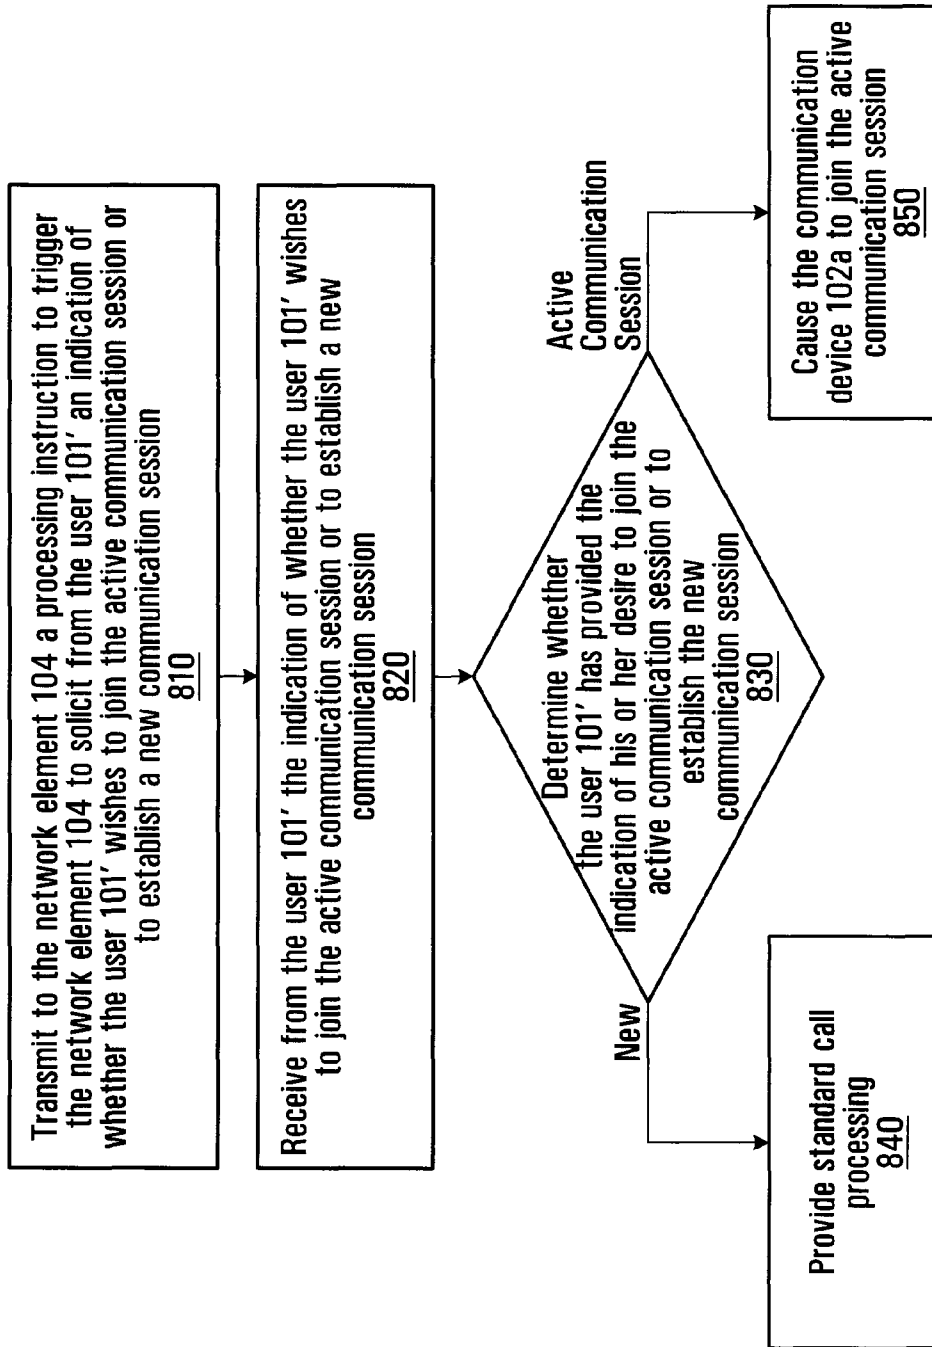 Transmit to the network element 104 a processing instruction to trigger
the network element 104 to solicit from the user 101' an indication of
whether the user 101' wishes to join the active communication session or
to establish a new communication session
810
Receive from the user 101' the indication of whether the user 101' wishes
to join the active communication session or to establish a new
communication session
820
Determine whether
the user 101' has provided the
indication of his or her desire to join the
active communication session or to
establish the new
communication session
830
New
Active
Communication
Session
Provide standard call
processing
840
Cause the communication
device 102a to join the active
communication session
850